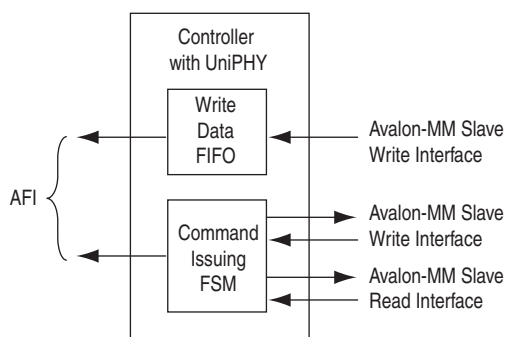 Controller
with UniPHY
Write
Data
FIFO
Avalon-MM Slave
Write Interface
AFI
Command
Issuing
FSM
Avalon-MM Slave
Write Interface
Avalon-MM Slave
Read Interface